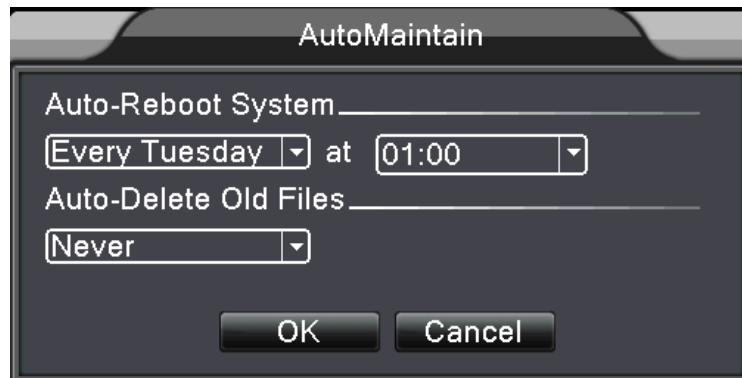 AutoMaintain
Auto-Reboot System
Every Tuesday at 01:00
Auto-Delete Old Files
Never
OK Cancel